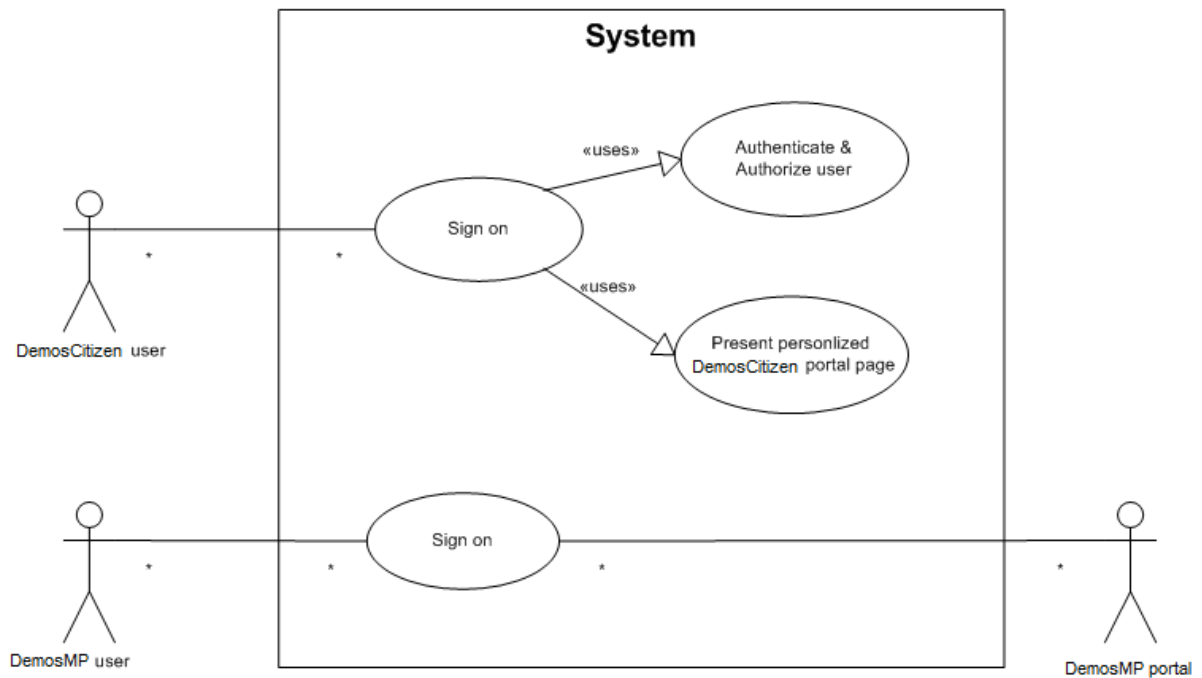 System
«uses»
Authenticate &
Authorize user
Sign on
*
*
«uses»
DemosCitizen user
Present personlized
DemosCitizen portal page
Sign on
*
*
*
*
DemosMP user
DemosMP portal